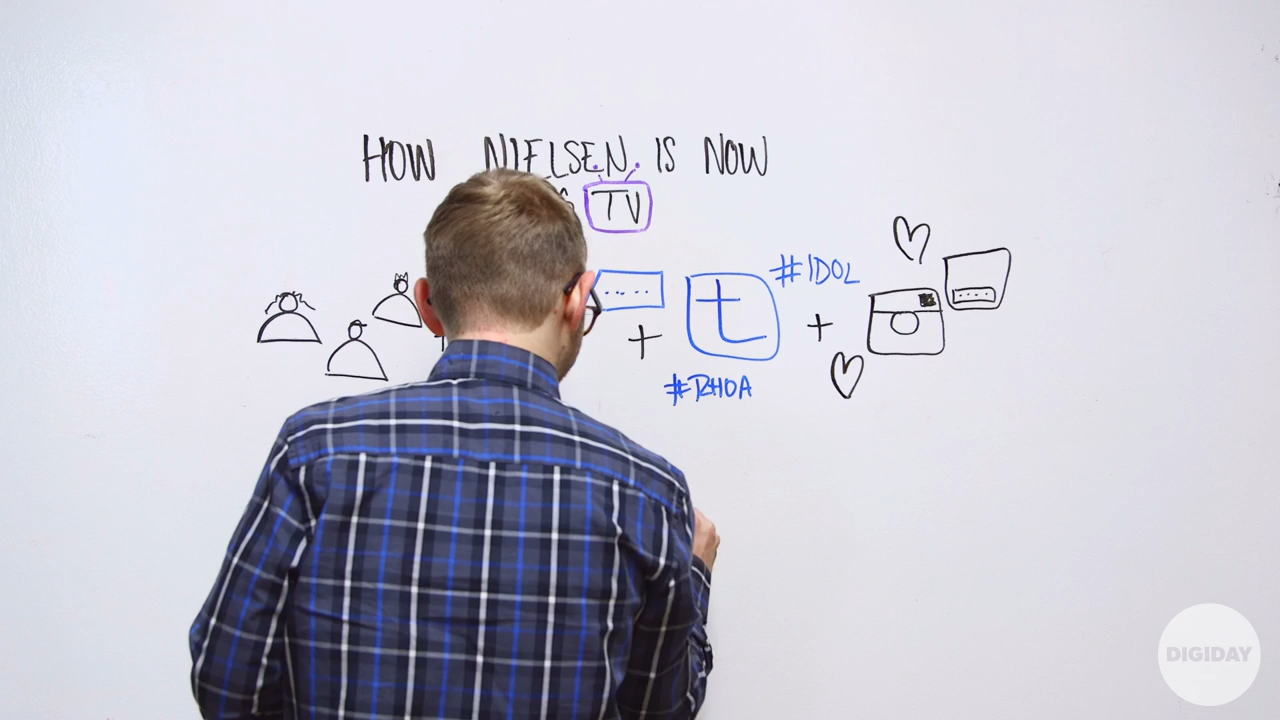 HOW NIELSEN IS NOW
TV
#IDOL
t
+
+
#RHOA
DIGIDAY